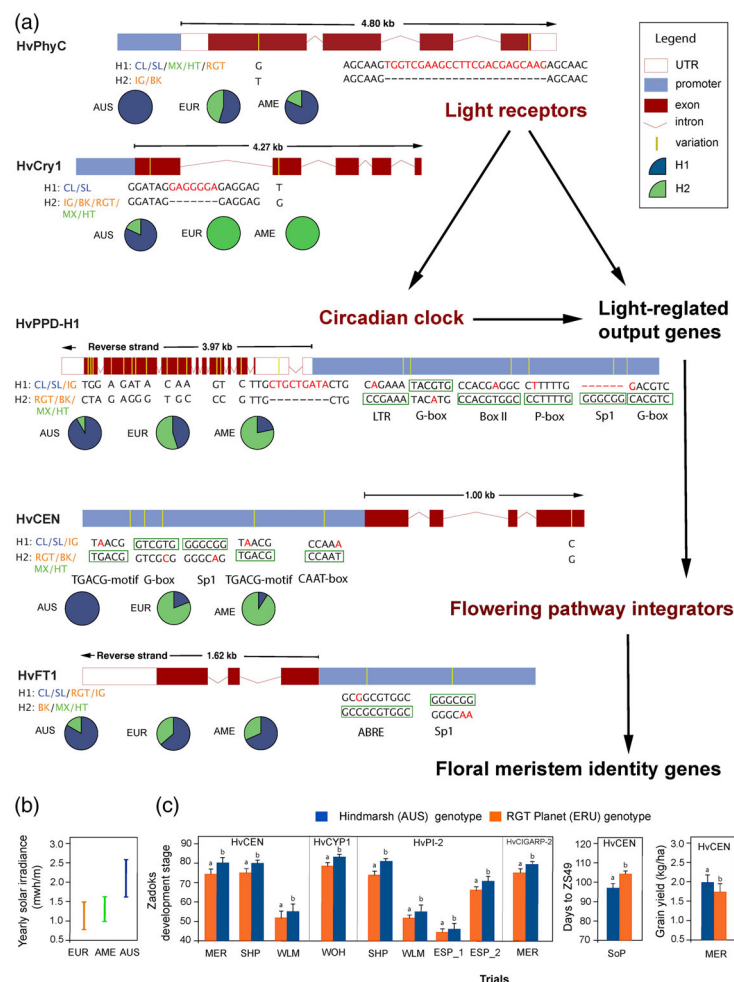 (a)
4.80 kb
HvPhyC
H1: CL/SL/MX/HT/RGT
G
AGCAAGTGGTCGAAGCCTTCGACGAGCAAGAGCAAC
H2: IG/BK
T
AGCAAG-----------------------AGCAAC
AUS
EUR
AME
Light receptors
Legend
UTR
promoter
exon
intron
variation
H1
H2
4.27 kb
HvCry1
H1: CL/SL
GGATAGGAGGGGAGAGGAG
T
H2: IG/BK/RGT/
MX/HT
GGATAG-------GAGGAG
G
AUS
EUR
AME
Circadian clock
Light-reglated
output genes
HvPPD-H1
Reverse strand
3.97 kb
H1: CL/SL/IG
TGG A GATA C AA G T C TTGCTGCTGATACTG
CAGAAA TACGTG CCACGAGGC CTTTTTG ------GACGTC
H2: RGT/BK/
MX/HT
CTA G AGGG T GC C C G TTG---------CTG
CCGAAA TACATG CCACGTGGC CCTTTTG GGGCGG CACGTC
LTR
G-box
Box II
P-box
Sp1
G-box
AUS
EUR
AME
1.00 kb
HvCEN
H1: CL/SL/IG
TAACG GTCGTG GGGCGG TAACG CCAAA
C
H2: RGT/BK/
MX/HT
TGACG GTCGCG GGGCAG TGACG CCAAT
G
TGACG-motif G-box Sp1 TGACG-motif CAAT-box
AUS
EUR
AME
Flowering pathway integrators
Reverse strand
1.62 kb
HvFT1
H1: CL/SL/RGT/IG
GCGGCGTGGC GGGCGG
H2: BK/MX/HT
GCCGCGTGGC GGGCAA
ABRE
Sp1
AUS
EUR
AME
Floral meristem identity genes
(b)
Yearly solar irradiance
(mwh/m)
3.0
2.5
2.0
1.5
1.0
0.5
EUR AME AUS
(c)
Hindmarsh (AUS) genotype
RGT Planet (ERU) genotype
Zadoks
development stage
90
80
70
60
50
40
HvCEN
HvCYP1
HvPI-2
HvCIGARP-2
a b a b a b a b a b a b a b a b a b
MER SHP WLM WOH SHP WLM ESP_1 ESP_2 MER
Days to ZS49
120
110
100
90
80
70
HvCEN
a b
SoP
Grain yield (kg/ha)
3.0
2.5
2.0
1.5
1.0
0.5
HvCEN
a b
MER
Trials